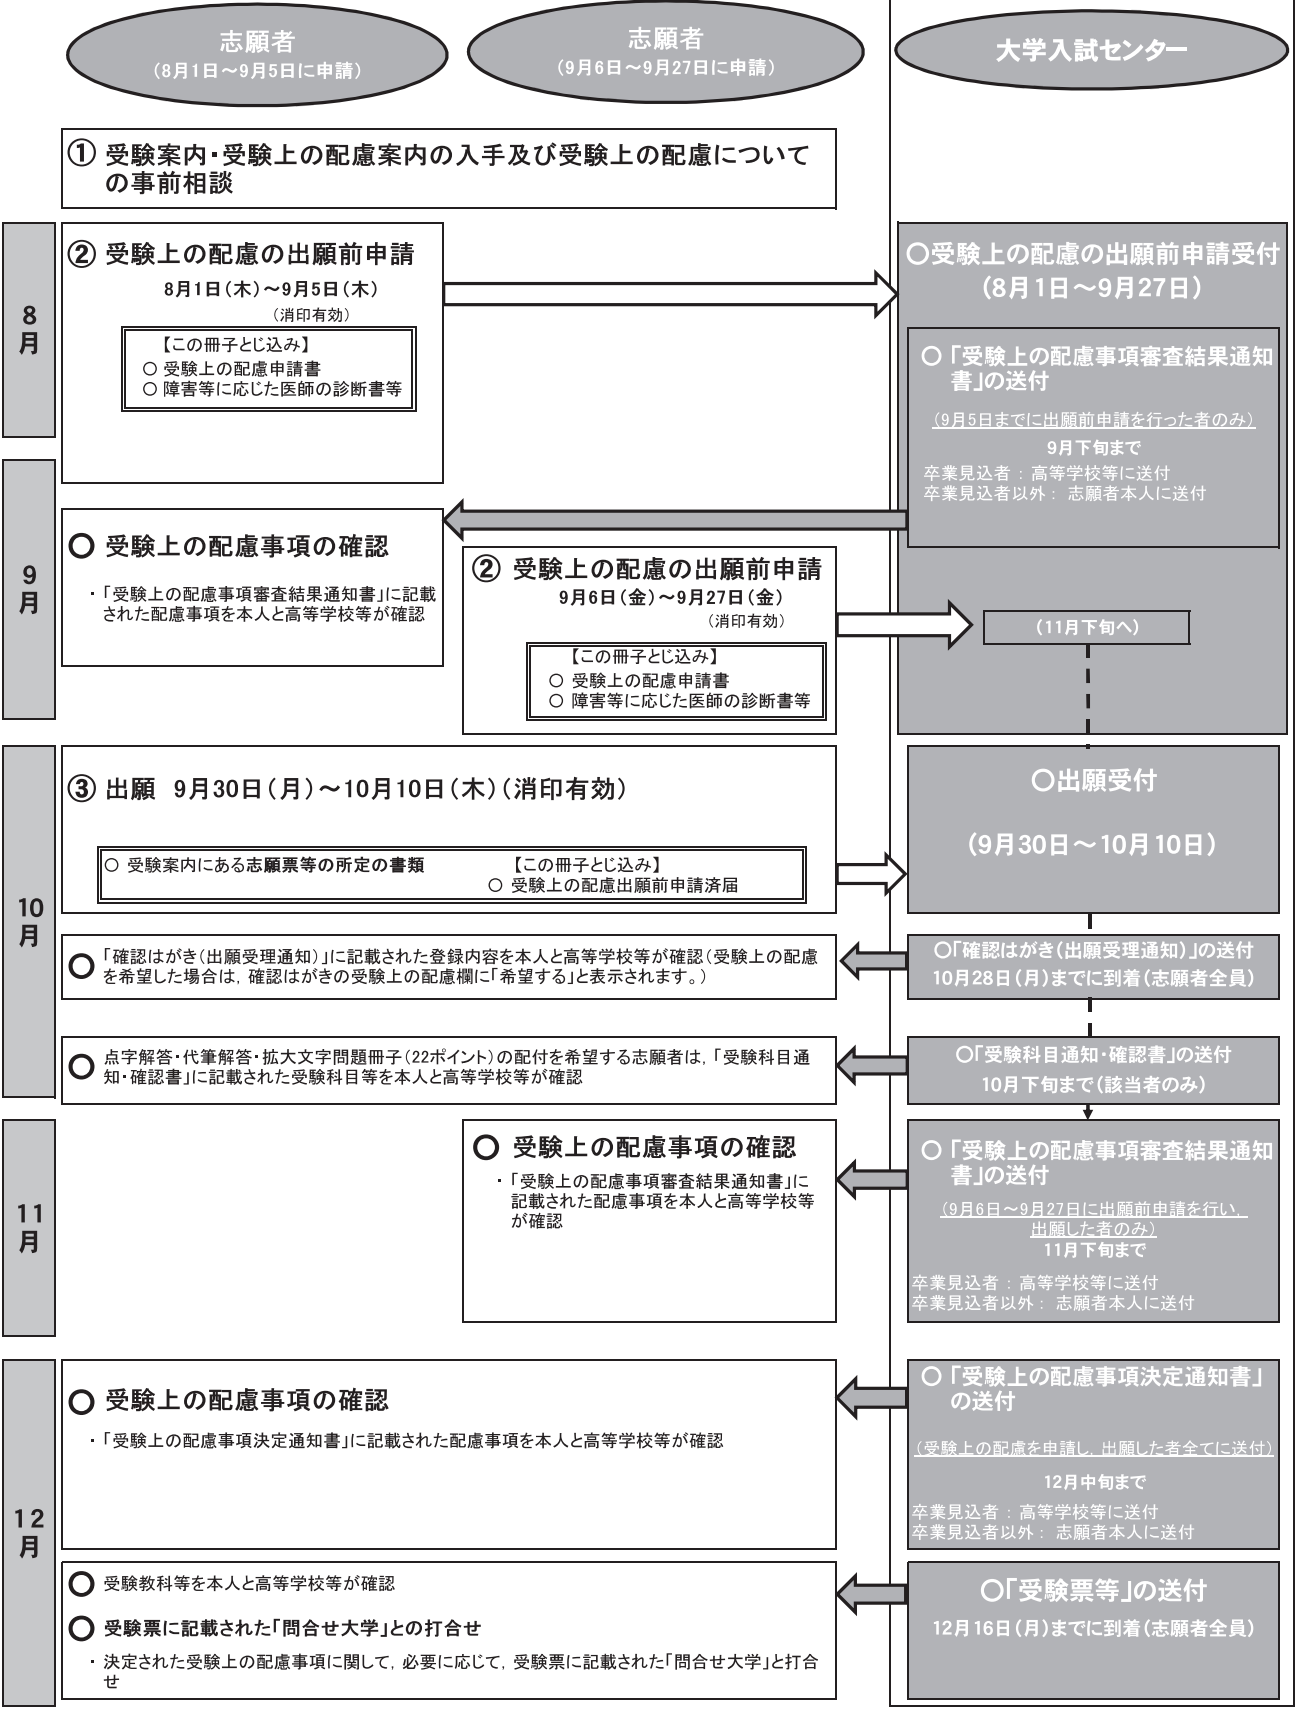 志願者
(8月1日～9月5日に申請)
志願者
(9月6日～9月27日に申請)
大学入試センター
① 受験案内・受験上の配慮案内の入手及び受験上の配慮について
の事前相談
8
月
② 受験上の配慮の出願前申請
8月1日(木)～9月5日(木)
(消印有効)
【この冊子とじ込み】
○ 受験上の配慮申請書
○ 障害等に応じた医師の診断書等
○受験上の配慮の出願前申請受付
(8月1日～9月27日)
○「受験上の配慮事項審査結果通知
書」の送付
(9月5日までに出願前申請を行った者のみ)
9月下旬まで
卒業見込者 : 高等学校等に送付
卒業見込者以外 : 志願者本人に送付
9
月
○ 受験上の配慮事項の確認
・「受験上の配慮事項審査結果通知書」に記載
された配慮事項を本人と高等学校等が確認
② 受験上の配慮の出願前申請
9月6日(金)～9月27日(金)
(消印有効)
【この冊子とじ込み】
○ 受験上の配慮申請書
○ 障害等に応じた医師の診断書等
(11月下旬へ)
10
月
③ 出願 9月30日(月)～10月10日(木)(消印有効)
○ 受験案内にある志願票等の所定の書類 【この冊子とじ込み】
○ 受験上の配慮出願前申請済届
○出願受付
(9月30日～10月10日)
○「確認はがき(出願受理通知)」に記載された登録内容を本人と高等学校等が確認(受験上の配慮
を希望した場合は，確認はがきの受験上の配慮欄に「希望する」と表示されます。)
○「確認はがき(出願受理通知)」の送付
10月28日(月)までに到着(志願者全員)
○ 点字解答・代筆解答・拡大文字問題冊子(22ポイント)の配付を希望する志願者は，「受験科目通
知・確認書」に記載された受験科目等を本人と高等学校等が確認
○「受験科目通知・確認書」の送付
10月下旬まで(該当者のみ)
11
月
○ 受験上の配慮事項の確認
・「受験上の配慮事項審査結果通知書」に
記載された配慮事項を本人と高等学校等
が確認
○「受験上の配慮事項審査結果通知
書」の送付
(9月6日～9月27日に出願前申請を行い，
出願した者のみ)
11月下旬まで
卒業見込者 : 高等学校等に送付
卒業見込者以外 : 志願者本人に送付
12
月
○ 受験上の配慮事項の確認
・「受験上の配慮事項決定通知書」に記載された配慮事項を本人と高等学校等が確認
○「受験上の配慮事項決定通知書」
の送付
(受験上の配慮を申請し，出願した者全てに送付)
12月中旬まで
卒業見込者 : 高等学校等に送付
卒業見込者以外 : 志願者本人に送付
○ 受験教科等を本人と高等学校等が確認
○ 受験票に記載された「問合せ大学」との打合せ
・決定された受験上の配慮事項に関して，必要に応じて，受験票に記載された「問合せ大学」と打合
せ
○「受験票等」の送付
12月16日(月)までに到着(志願者全員)